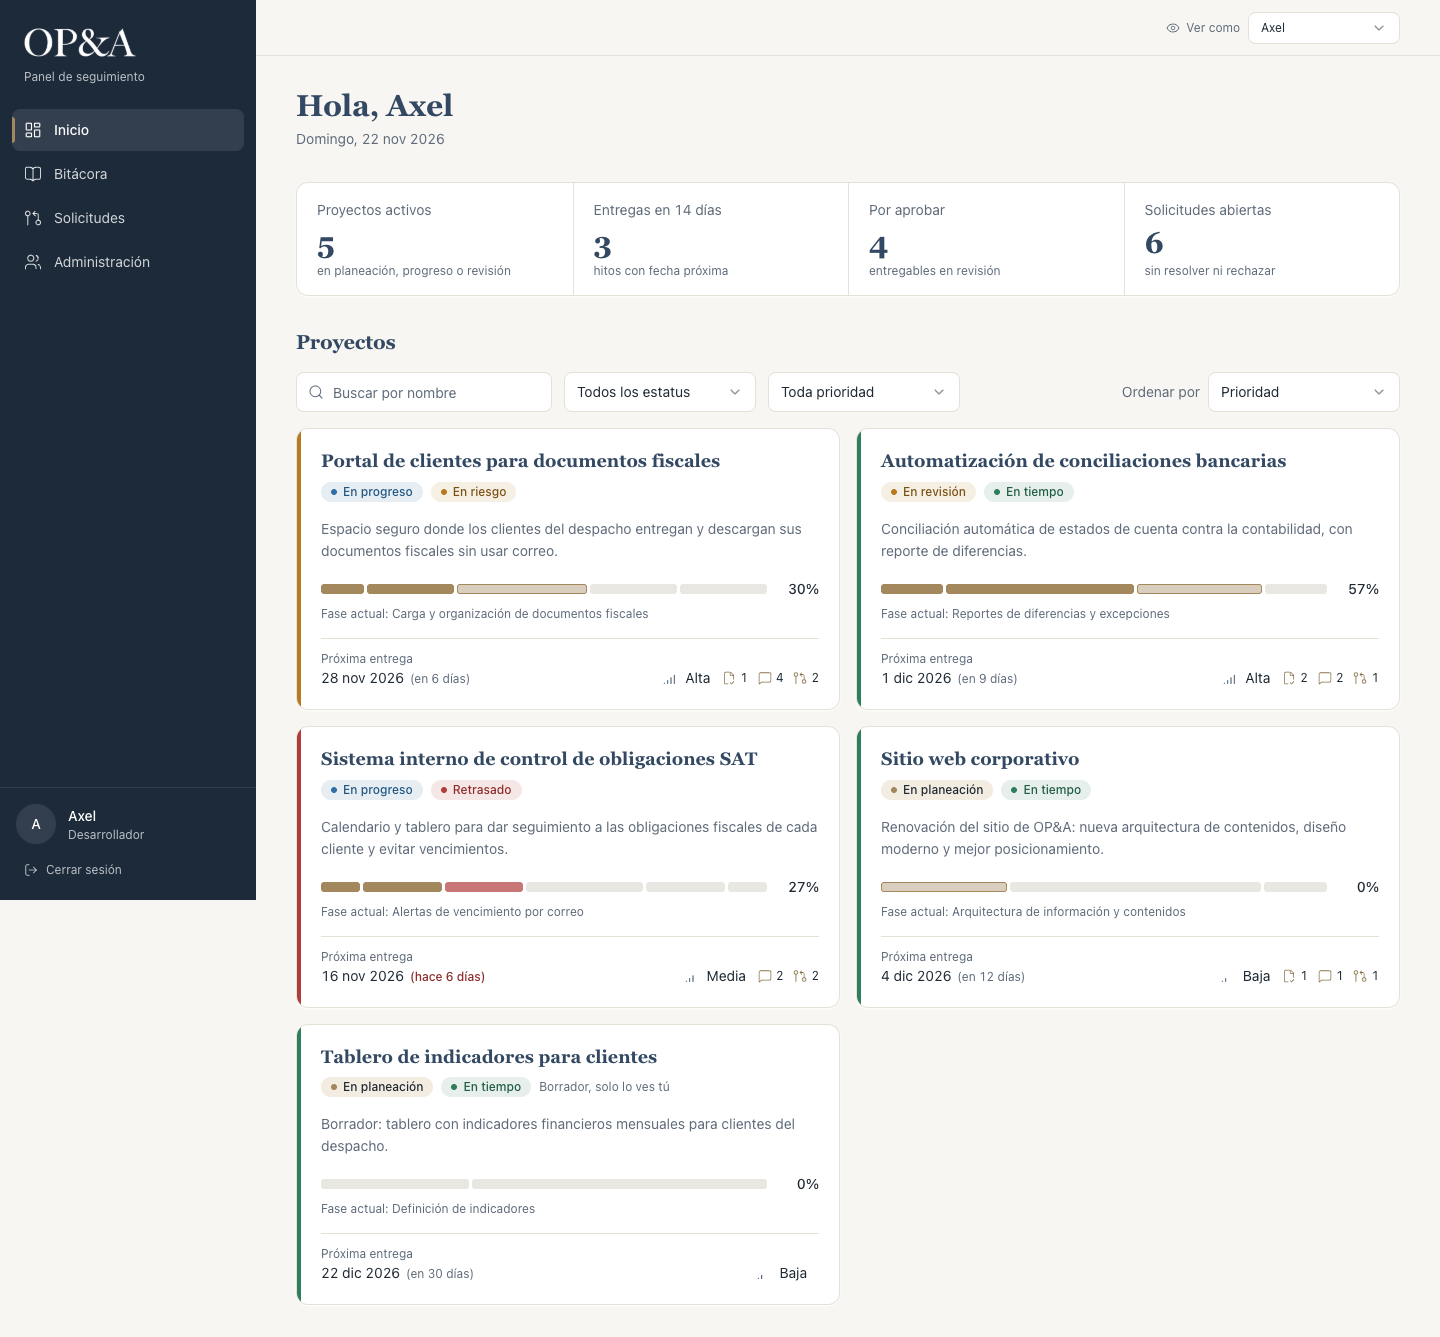 OP&A
Panel de seguimiento
Inicio
Bitácora
Solicitudes
Administración
A
Axel
Desarrollador
Cerrar sesión
Ver como
Axel
Hola, Axel
Domingo, 22 nov 2026
Proyectos activos
5
en planeación, progreso o revisión
Entregas en 14 días
3
hitos con fecha próxima
Por aprobar
4
entregables en revisión
Solicitudes abiertas
6
sin resolver ni rechazar
Proyectos
Buscar por nombre
Todos los estatus
Toda prioridad
Ordenar por
Prioridad
Portal de clientes para documentos fiscales
En progreso
En riesgo
Espacio seguro donde los clientes del despacho entregan y descargan sus
documentos fiscales sin usar correo.
30%
Fase actual: Carga y organización de documentos fiscales
Próxima entrega
28 nov 2026 (en 6 días)
Alta 1 4 2
Automatización de conciliaciones bancarias
En revisión
En tiempo
Conciliación automática de estados de cuenta contra la contabilidad, con
reporte de diferencias.
57%
Fase actual: Reportes de diferencias y excepciones
Próxima entrega
1 dic 2026 (en 9 días)
Alta 2 2 1
Sistema interno de control de obligaciones SAT
En progreso
Retrasado
Calendario y tablero para dar seguimiento a las obligaciones fiscales de cada
cliente y evitar vencimientos.
27%
Fase actual: Alertas de vencimiento por correo
Próxima entrega
16 nov 2026 (hace 6 días)
Media 2 2
Sitio web corporativo
En planeación
En tiempo
Renovación del sitio de OP&A: nueva arquitectura de contenidos, diseño
moderno y mejor posicionamiento.
0%
Fase actual: Arquitectura de información y contenidos
Próxima entrega
4 dic 2026 (en 12 días)
Baja 1 1 1
Tablero de indicadores para clientes
En planeación
En tiempo
Borrador, solo lo ves tú
Borrador: tablero con indicadores financieros mensuales para clientes del
despacho.
0%
Fase actual: Definición de indicadores
Próxima entrega
22 dic 2026 (en 30 días)
Baja